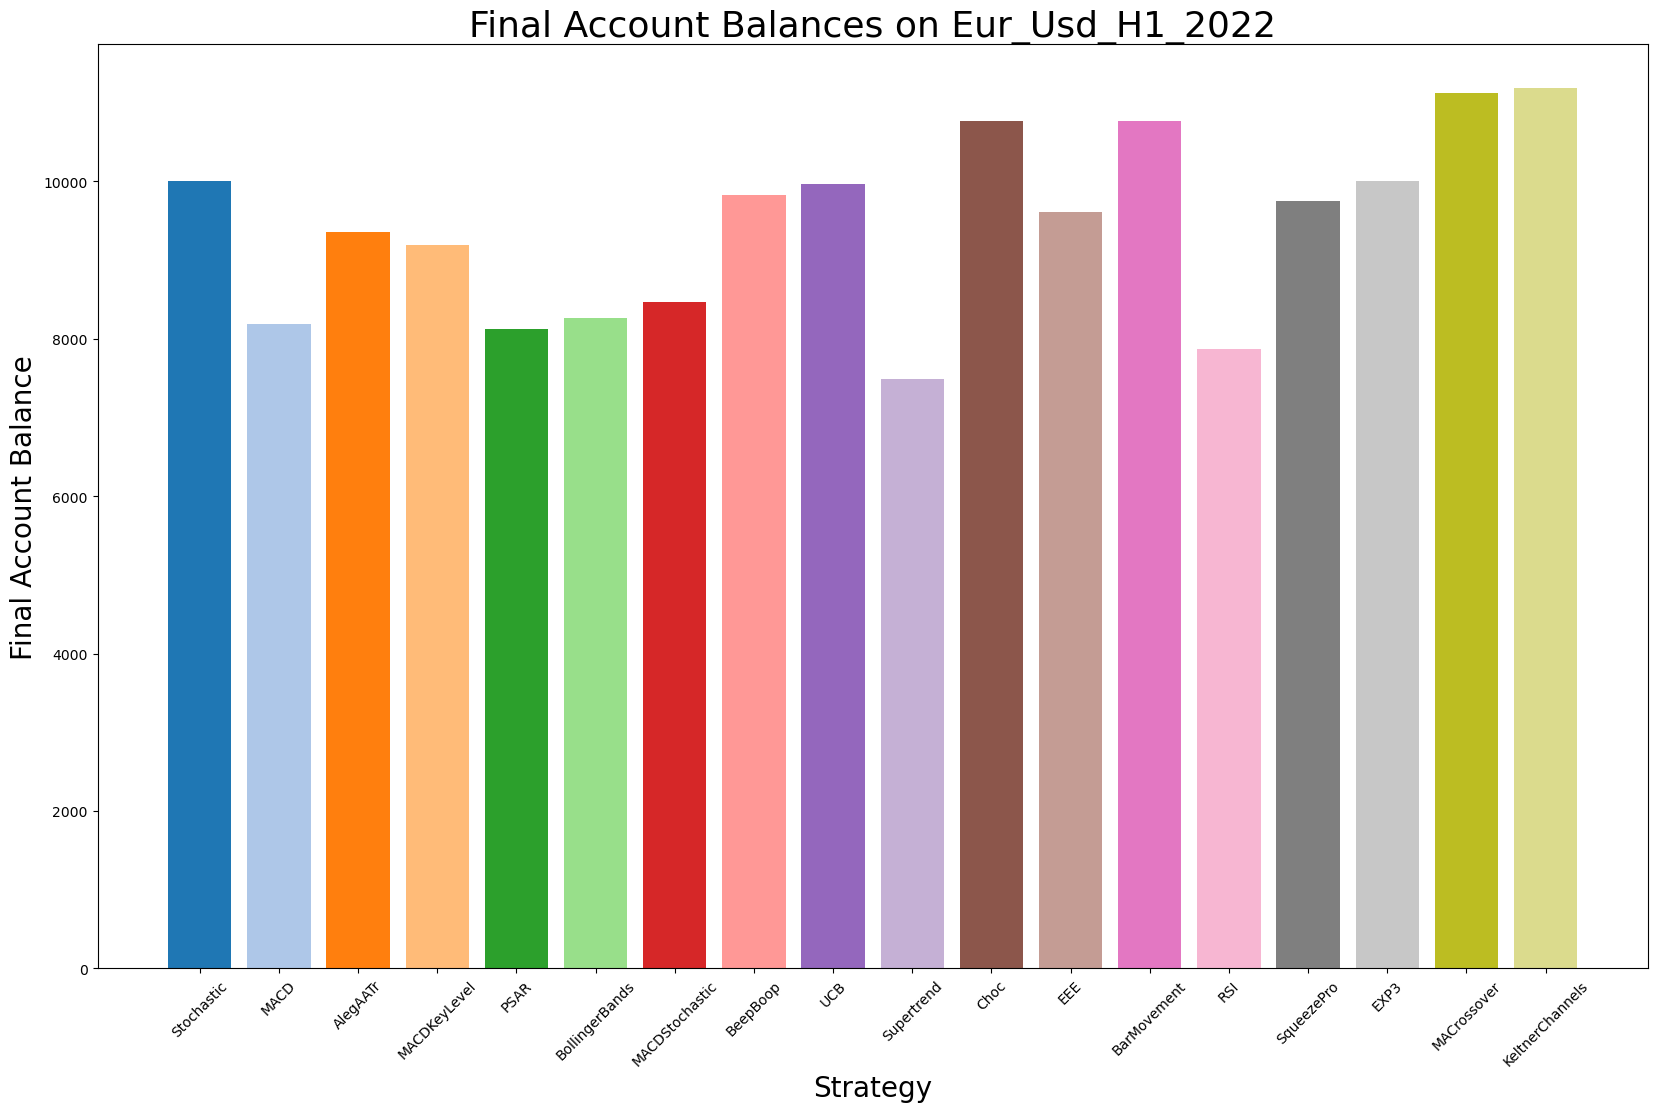 Final Account Balances on Eur_Usd_H1_2022
Final Account Balance
10000
8000
6000
4000
2000
0
Stochastic
MACD
AlegAATr
MACDKeyLevel
PSAR
BollingerBands
MACDStochastic
BeepBoop
UCB
Supertrend
Choc
EEE
BarMovement
RSI
SqueezePro
EXP3
MACrossover
KeltnerChannels
Strategy